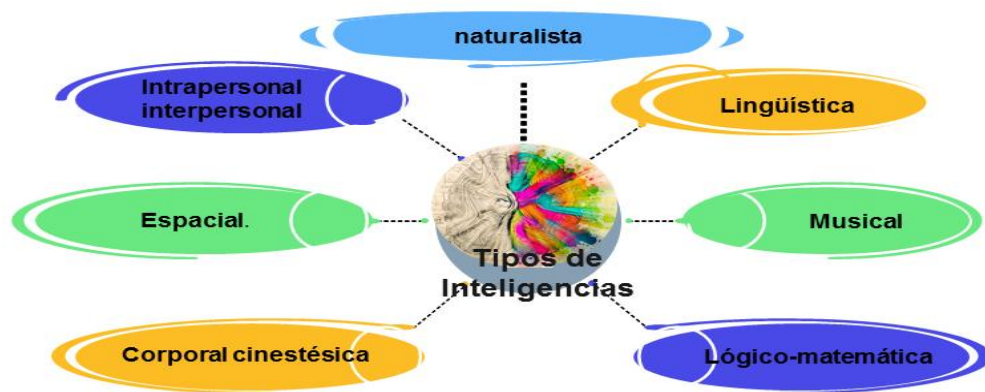 naturalista
Intrapersonal
interpersonal
Lingüística
Espacial.
Musical
Tipos de
Inteligencias
Corporal cinestésica
Lógico-matemática